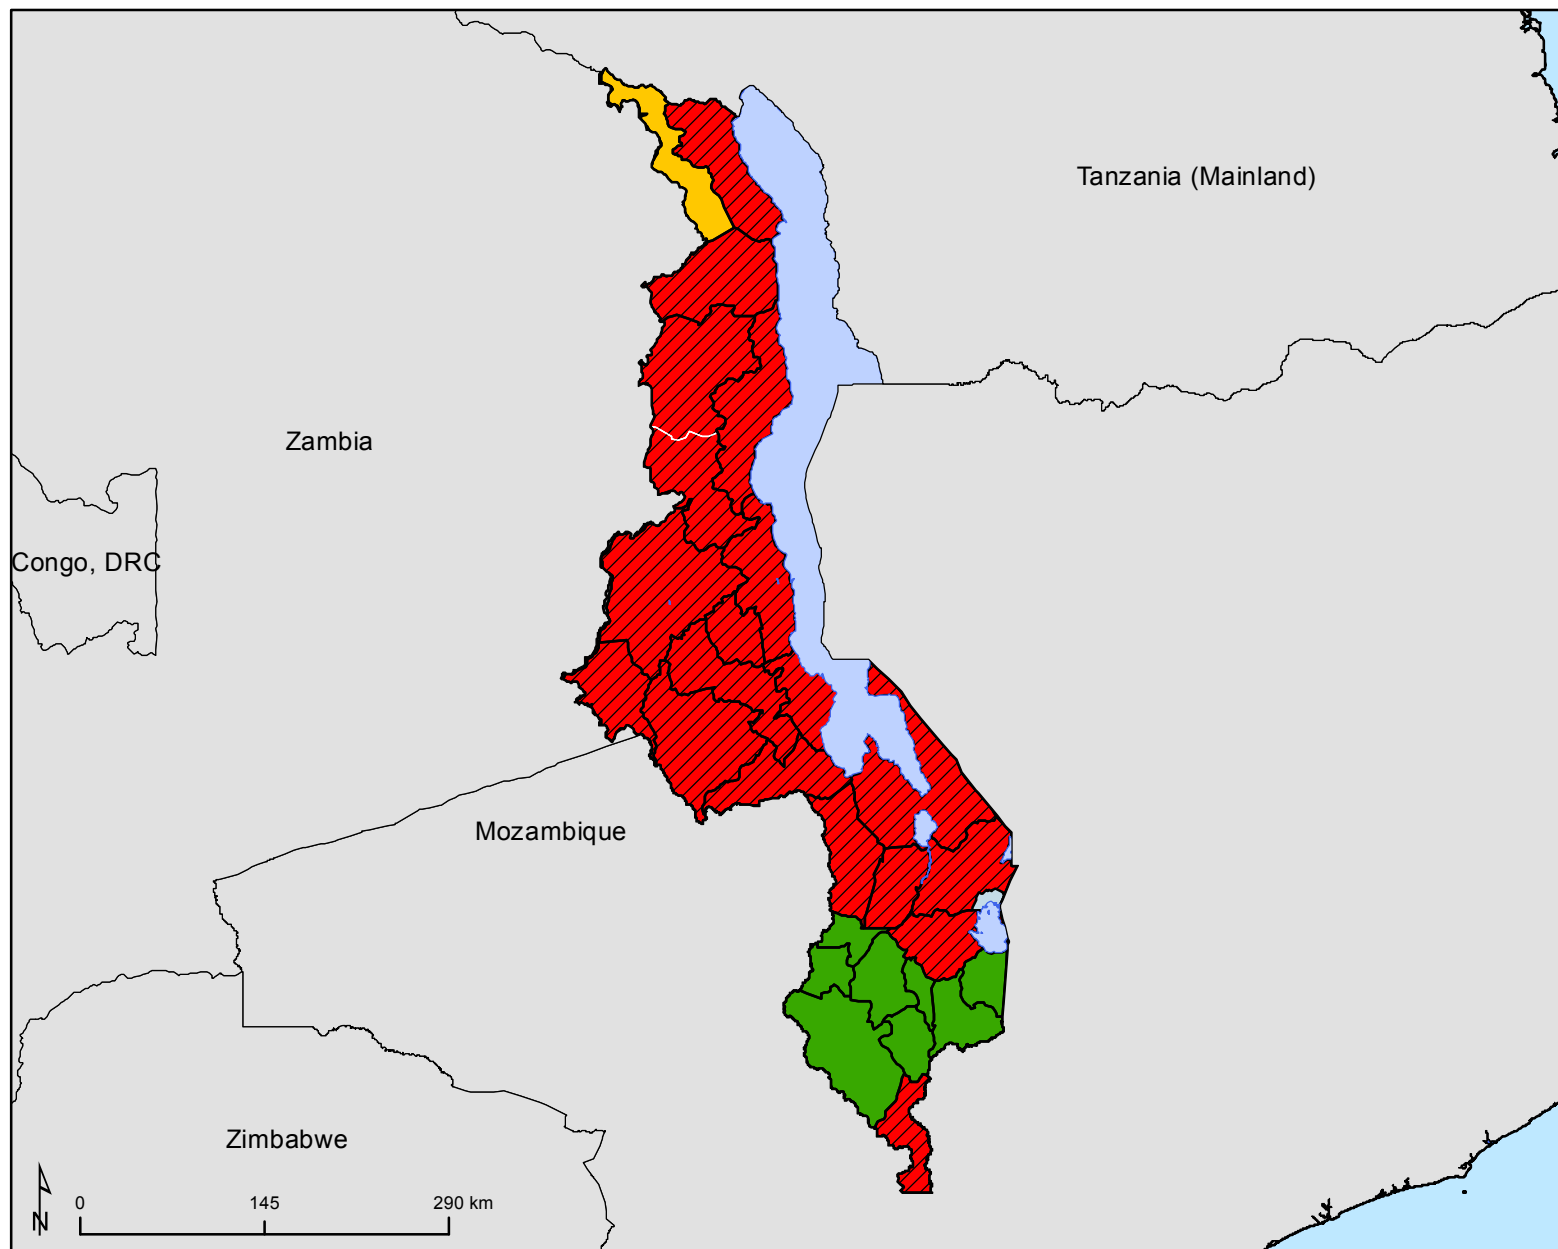 Tanzania (Mainland)
Zambia
Congo, DRC
Mozambique
Zimbabwe
N
0 145 290 km